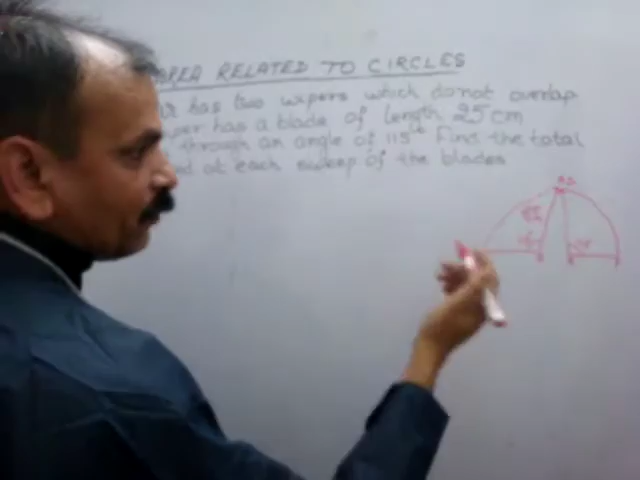 AREA RELATED TO CIRCLES
has two wipers which do not overlap
has a blade of length 25 cm
through an angle of 115° Find the total
at each sweep of the blades